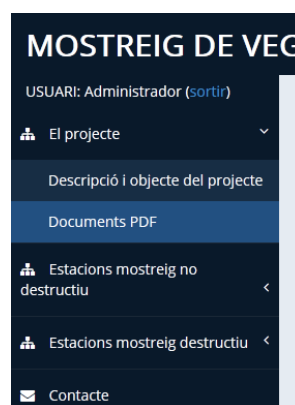 MOSTREIG DE VEG
USUARI: Administrador (sortir)
El projecte
Descripció i objecte del projecte
Documents PDF
Estacions mostreig no
destructiu
Estacions mostreig destructiu
Contacte